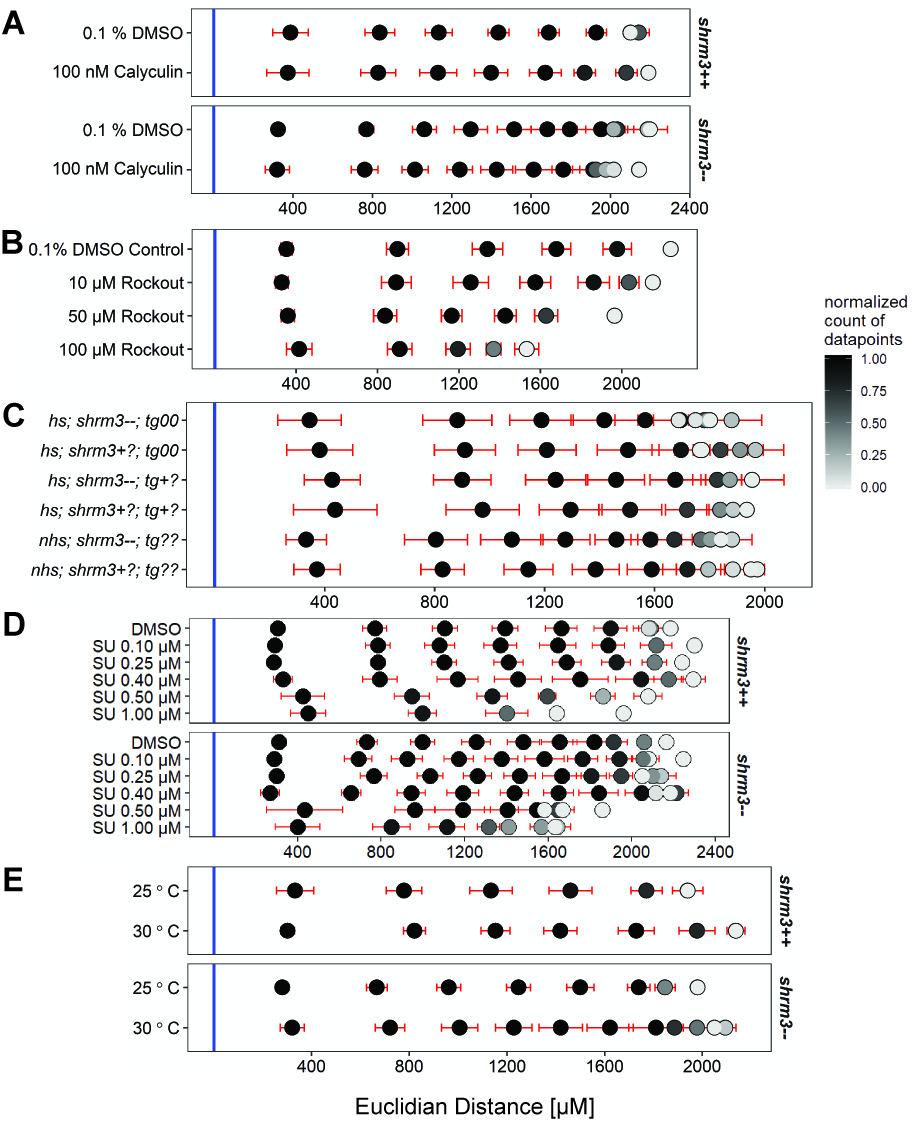 A
0.1 % DMSO
100 nM Calyculin
shrm3++
0.1 % DMSO
100 nM Calyculin
shrm3--
400 800 1200 1600 2000 2400
B
0.1% DMSO Control
10 µM Rockout
50 µM Rockout
100 µM Rockout
400 800 1200 1600 2000
normalized
count of
datapoints
1.00
0.75
0.50
0.25
0.00
C
hs; shrm3--; tg00
hs; shrm3+?; tg00
hs; shrm3--; tg+?
hs; shrm3+?; tg+?
nhs; shrm3--; tg??
nhs; shrm3+?; tg??
400 800 1200 1600 2000
D
DMSO
SU 0.10 µM
SU 0.25 µM
SU 0.40 µM
SU 0.50 µM
SU 1.00 µM
shrm3++
DMSO
SU 0.10 µM
SU 0.25 µM
SU 0.40 µM
SU 0.50 µM
SU 1.00 µM
shrm3--
400 800 1200 1600 2000 2400
E
25 ° C
30 ° C
shrm3++
25 ° C
30 ° C
shrm3--
400 800 1200 1600 2000
Euclidian Distance [µM]